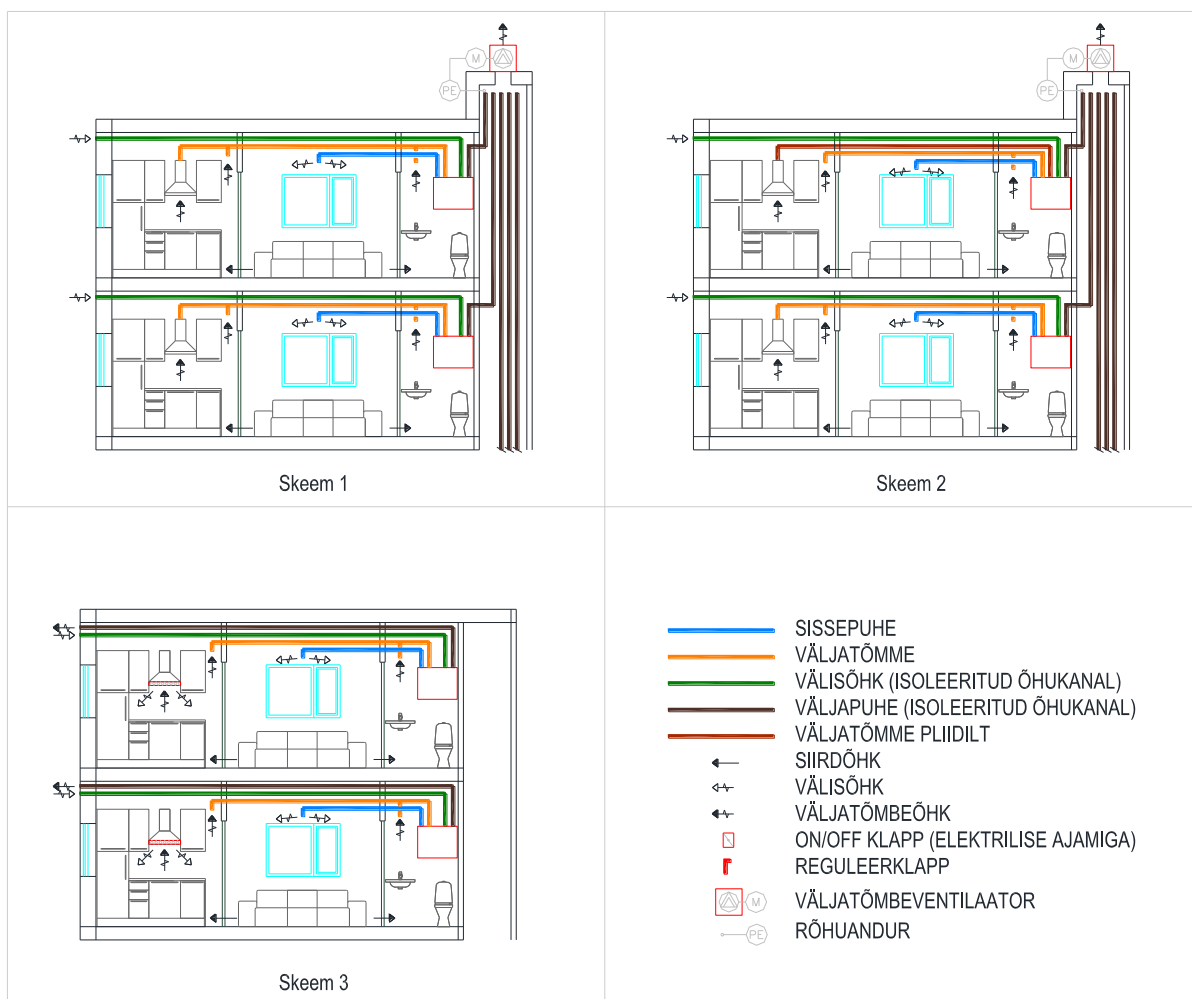 M
PE
M
PE
Skeem 1
Skeem 2
SISSEPUHE
VÄLJATÕMME
VÄLISÕHK (ISOLEERITUD ÕHUKANAL)
VÄLJAPUHE (ISOLEERITUD ÕHUKANAL)
VÄLJATÕMME PLIIDILT
SIIRDÕHK
VÄLISÕHK
VÄLJATÕMBEÕHK
ON/OFF KLAPP (ELEKTRILISE AJAMIGA)
REGULEERKLAPP
M
VÄLJATÕMBEVENTILAATOR
PE
RÕHUANDUR
Skeem 3